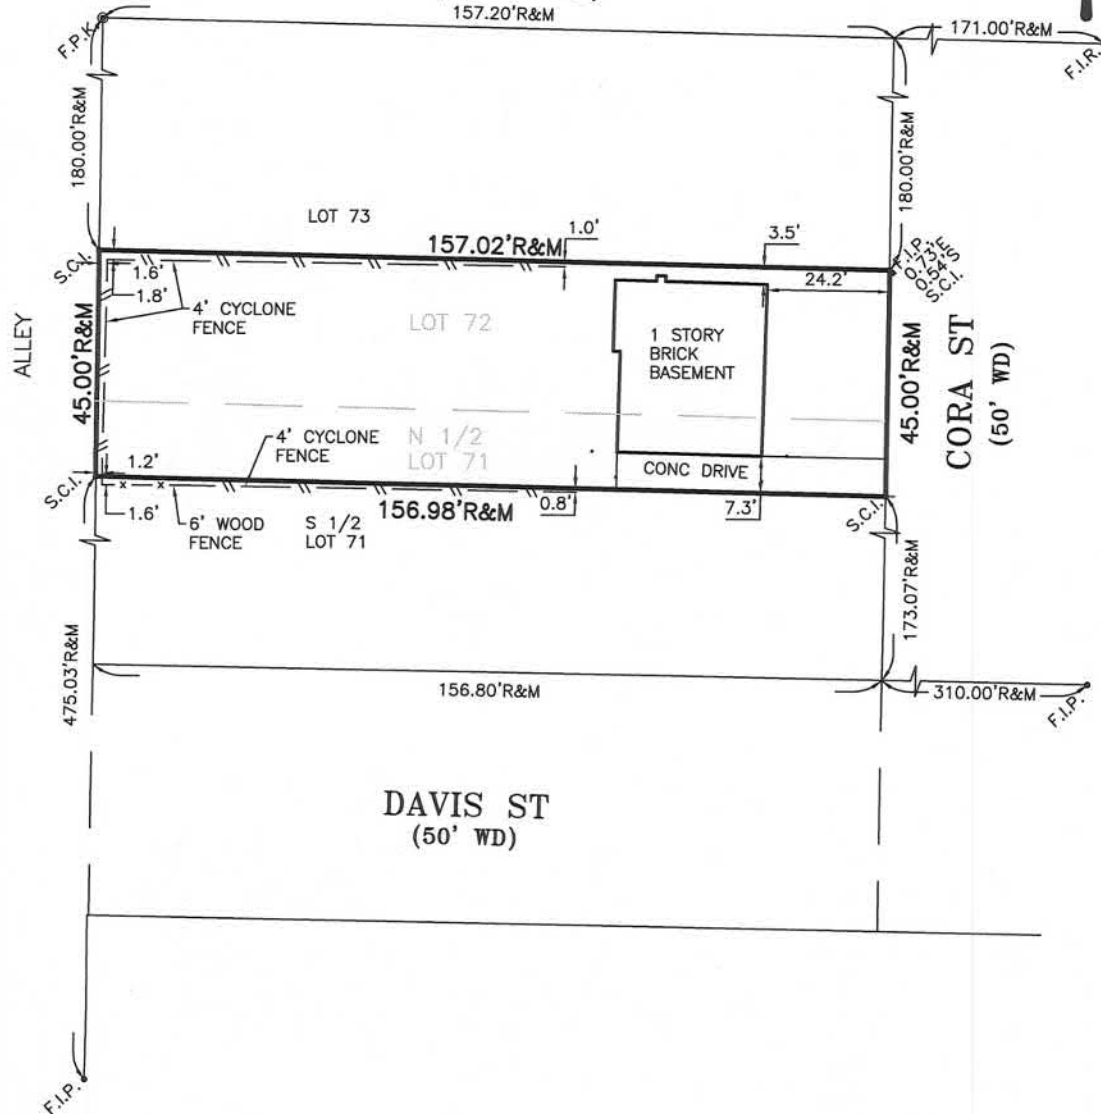 157.20'R&M
171.00'R&M
F.P.K.
F.I.R.
180.00'R&M
180.00'R&M
LOT 73
1.0'
3.5'
157.02'R&M
S.C.I.
1.6'
1.8'
24.2'
F.I.P.
0.73'E
0.54'S
S.C.I.
4' CYCLONE
FENCE
LOT 72
1 STORY
BRICK
BASEMENT
ALLEY
45.00'R&M
45.00'R&M
CORA ST
(50' WD)
4' CYCLONE
FENCE
N 1/2
LOT 71
CONC DRIVE
1.2'
S.C.I.
1.6'
6' WOOD
FENCE
S 1/2
LOT 71
156.98'R&M
0.8'
7.3'
S.C.I.
173.07'R&M
475.03'R&M
156.80'R&M
310.00'R&M
F.I.P.
DAVIS ST
(50' WD)
F.I.P.